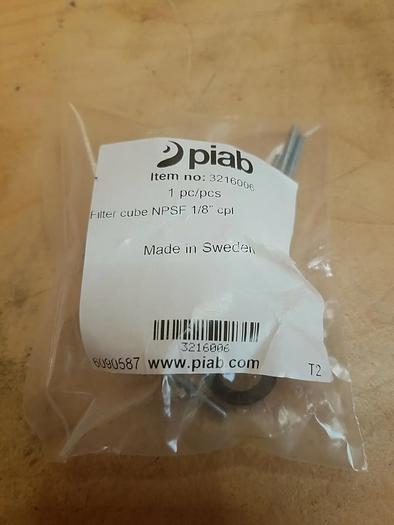 piab
Item no: 3216006
1 pc/pcs
Filter cube NPSF 1/8" cpl
Made in Sweden
3216006
6090587 www.piab.com T2